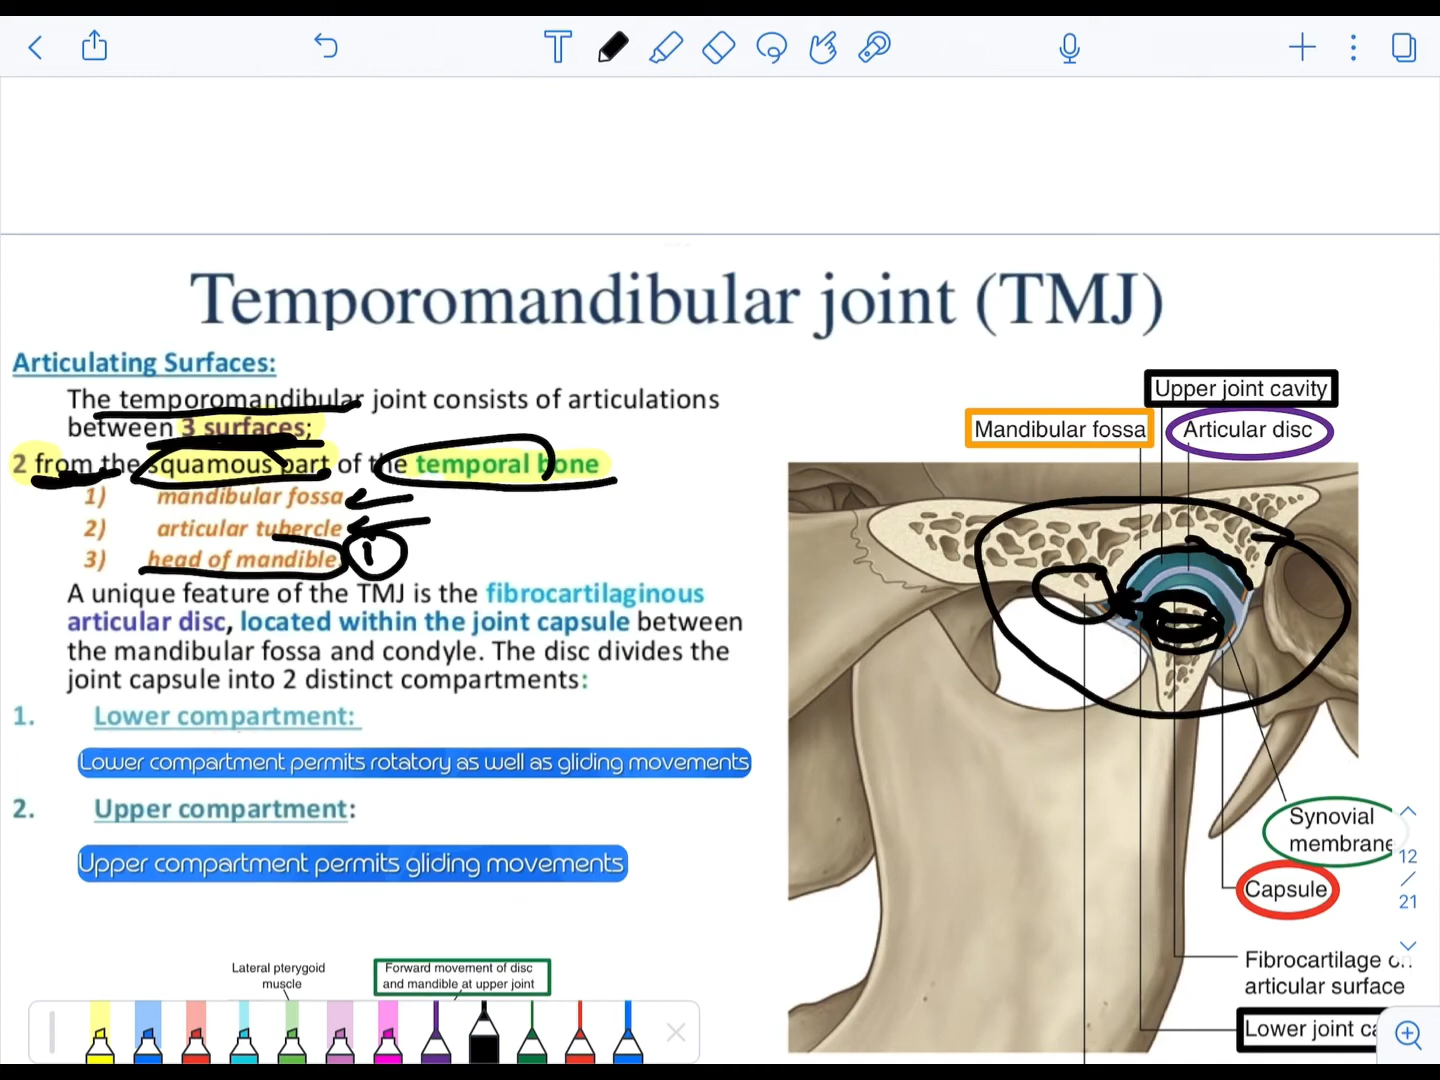 Temporomandibular joint (TMJ)
Articulating Surfaces:
The temporomandibular joint consists of articulations
between 3 surfaces;
2 from the squamous part of the temporal bone
1) mandibular fossa
2) articular tubercle
3) head of mandible
1
A unique feature of the TMJ is the fibrocartilaginous
articular disc, located within the joint capsule between
the mandibular fossa and condyle. The disc divides the
joint capsule into 2 distinct compartments:
1. Lower compartment:
Lower compartment permits rotatory as well as gliding movements
2. Upper compartment:
Upper compartment permits gliding movements
Upper joint cavity
Mandibular fossa
Articular disc
Synovial
membrane
Capsule
Fibrocartilage on
articular surface
Lower joint ca
Lateral pterygoid
muscle
Forward movement of disc
and mandible at upper joint
12
/
21